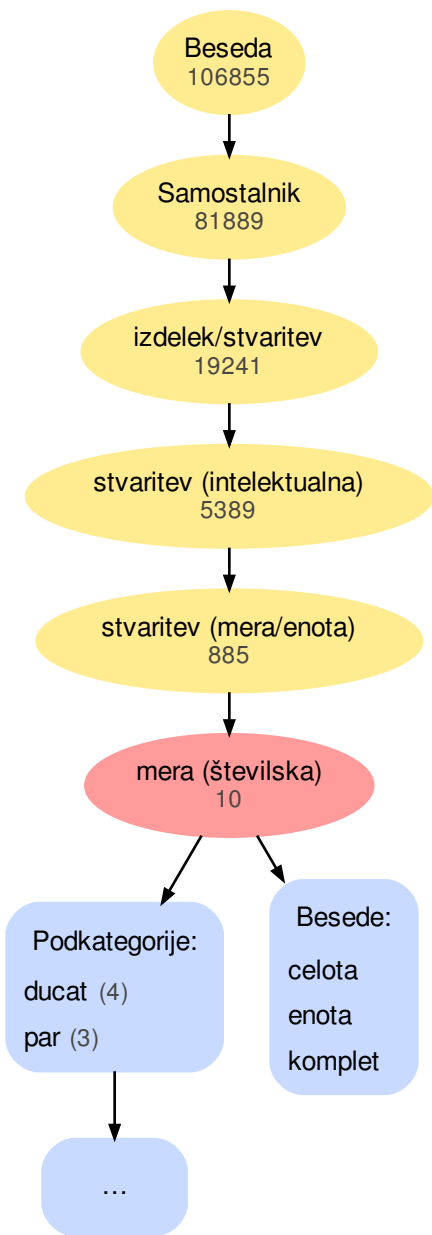 Beseda
106855
Samostalnik
81889
izdelek/stvaritev
19241
stvaritev (intelektualna)
5389
stvaritev (mera/enota)
885
mera (številska)
10
Podkategorije:
ducat (4)
par (3)
Besede:
celota
enota
komplet
...